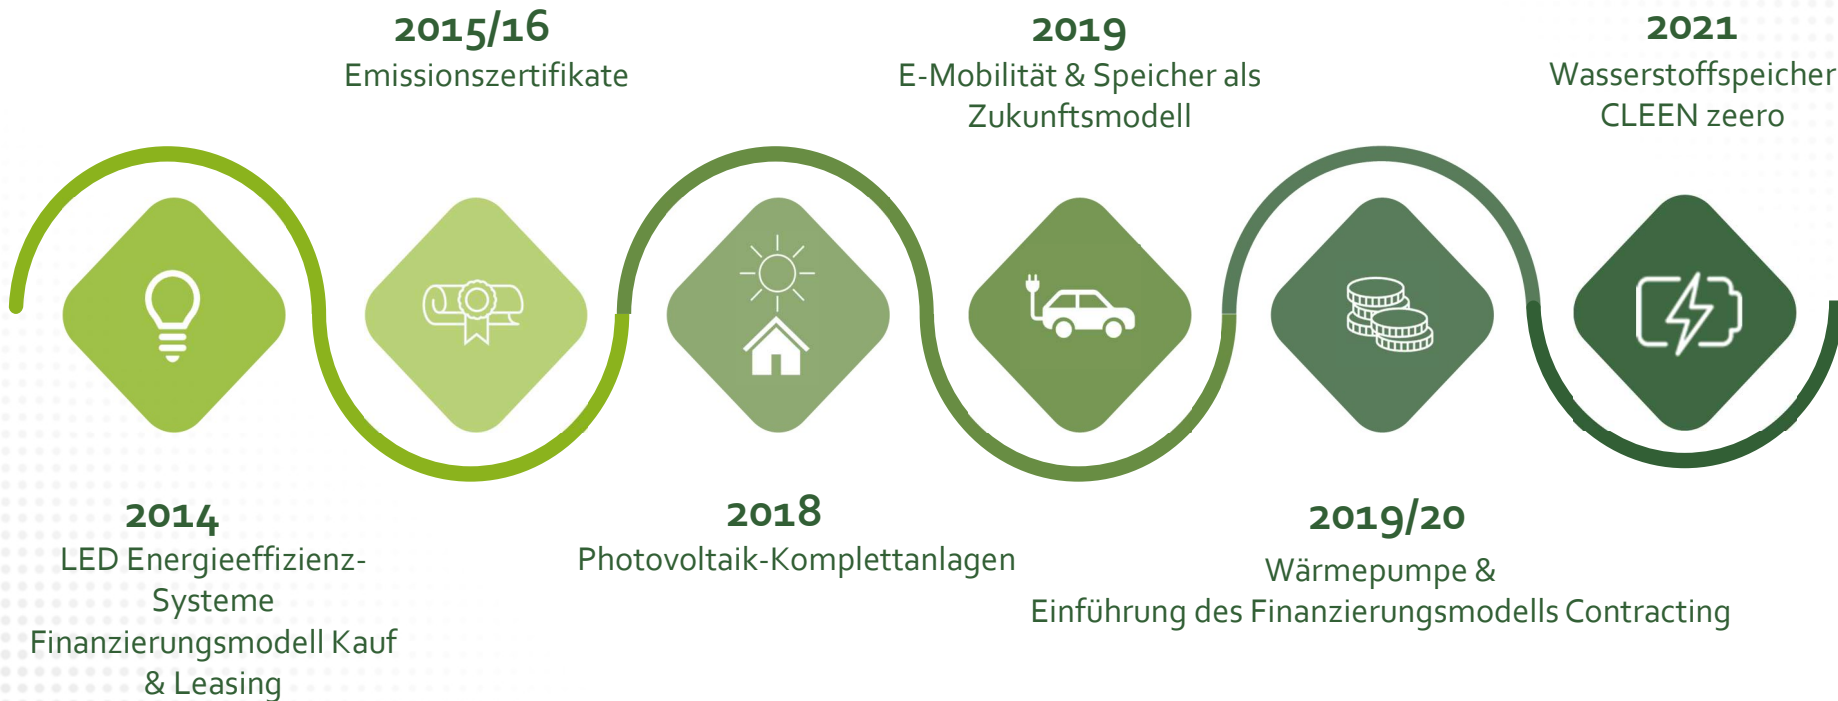 2015/16
Emissionszertifikate
2019
E-Mobilität & Speicher als
Zukunftsmodell
2021
Wasserstoffspeicher
CLEEN zeero
2014
LED Energieeffizienz-
Systeme
Finanzierungsmodell Kauf
& Leasing
2018
Photovoltaik-Komplettanlagen
2019/20
Wärmepumpe &
Einführung des Finanzierungsmodells Contracting